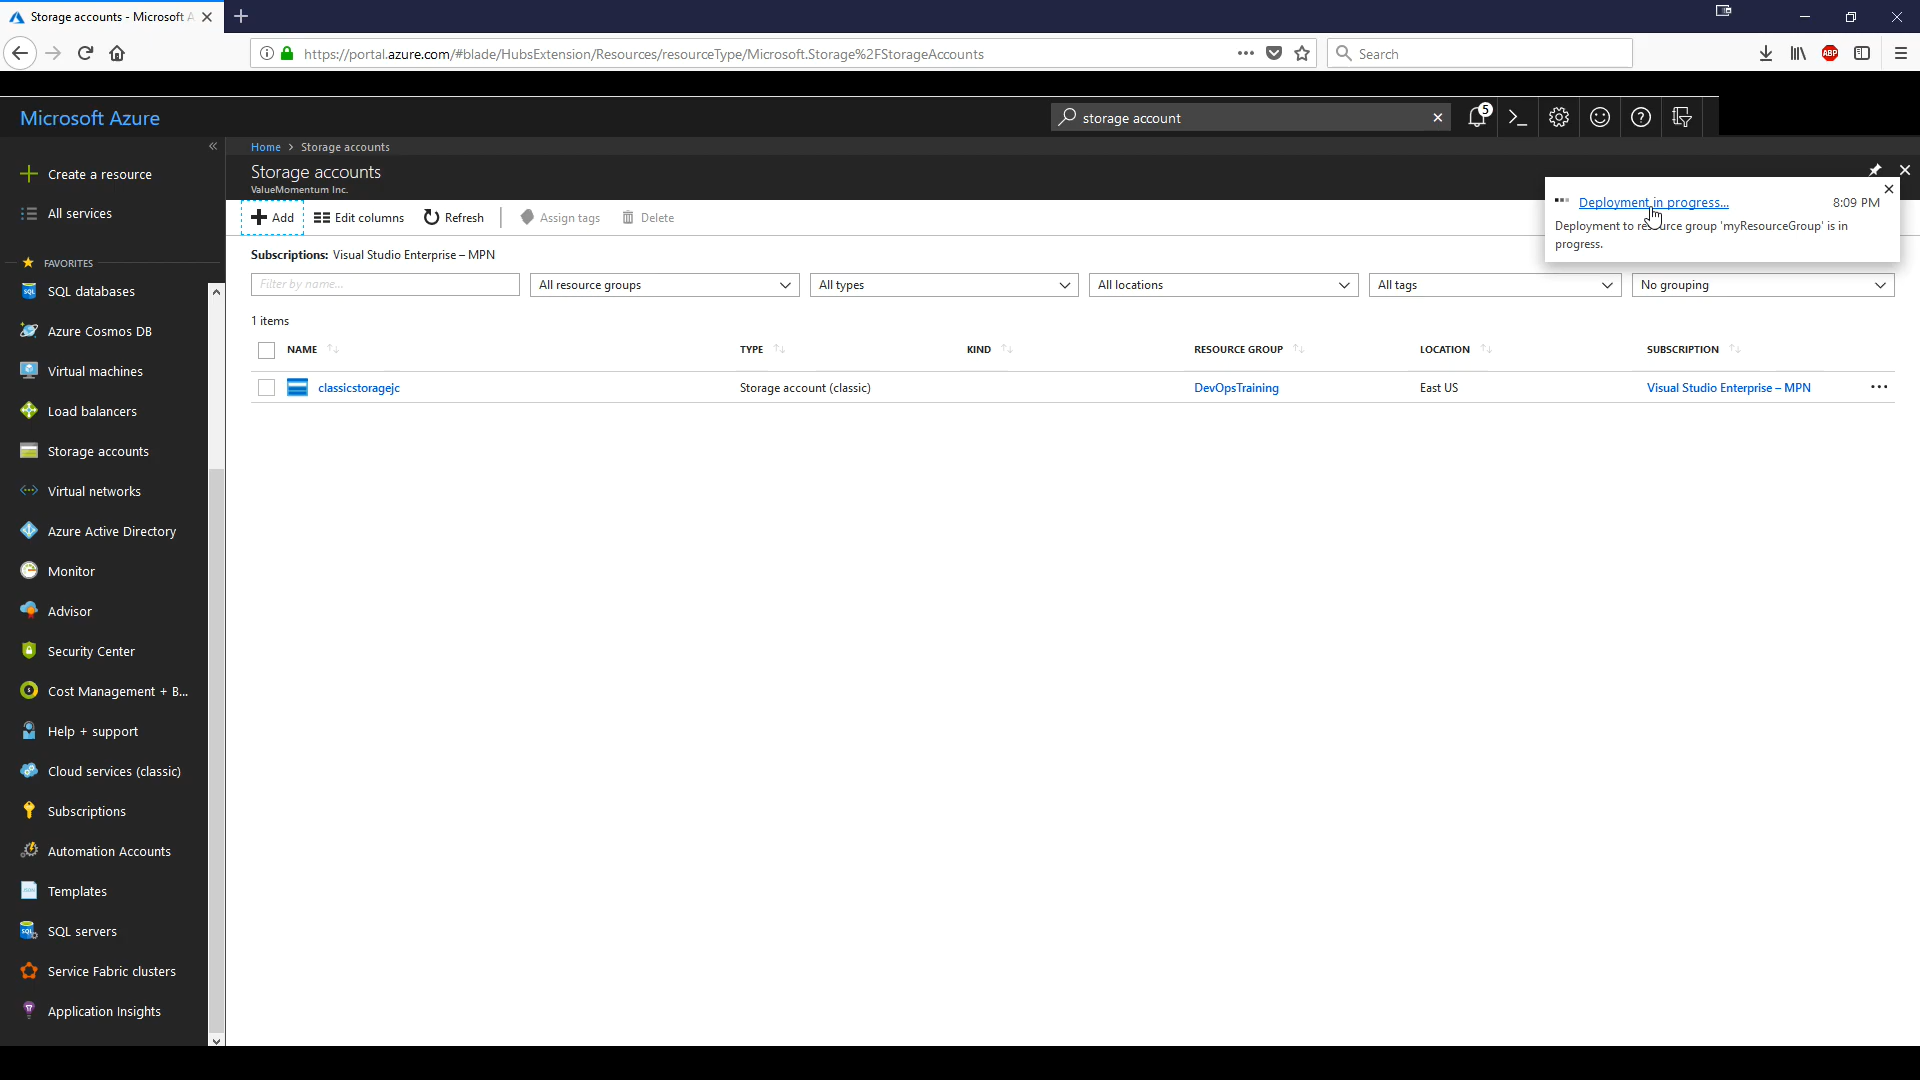 Storage accounts - Microsoft A
https://portal.azure.com/#blade/HubsExtension/Resources/resourceType/Microsoft.Storage%2FStorageAccounts
Search
ABP
Microsoft Azure
storage account
5
Home > Storage accounts
Storage accounts
ValueMomentum Inc.
Create a resource
All services
FAVORITES
SQL databases
Azure Cosmos DB
Virtual machines
Load balancers
Storage accounts
Virtual networks
Azure Active Directory
Monitor
Advisor
Security Center
Cost Management + B...
Help + support
Cloud services (classic)
Subscriptions
Automation Accounts
Templates
SQL servers
Service Fabric clusters
Application Insights
Add Edit columns Refresh Assign tags Delete
Deployment in progress... 8:09 PM
Deployment to resource group 'myResourceGroup' is in
progress.
Subscriptions: Visual Studio Enterprise – MPN
Filter by name... All resource groups All types All locations All tags No grouping
1 items
NAME TYPE KIND RESOURCE GROUP LOCATION SUBSCRIPTION
classicstoragejc Storage account (classic) DevOpsTraining East US Visual Studio Enterprise – MPN